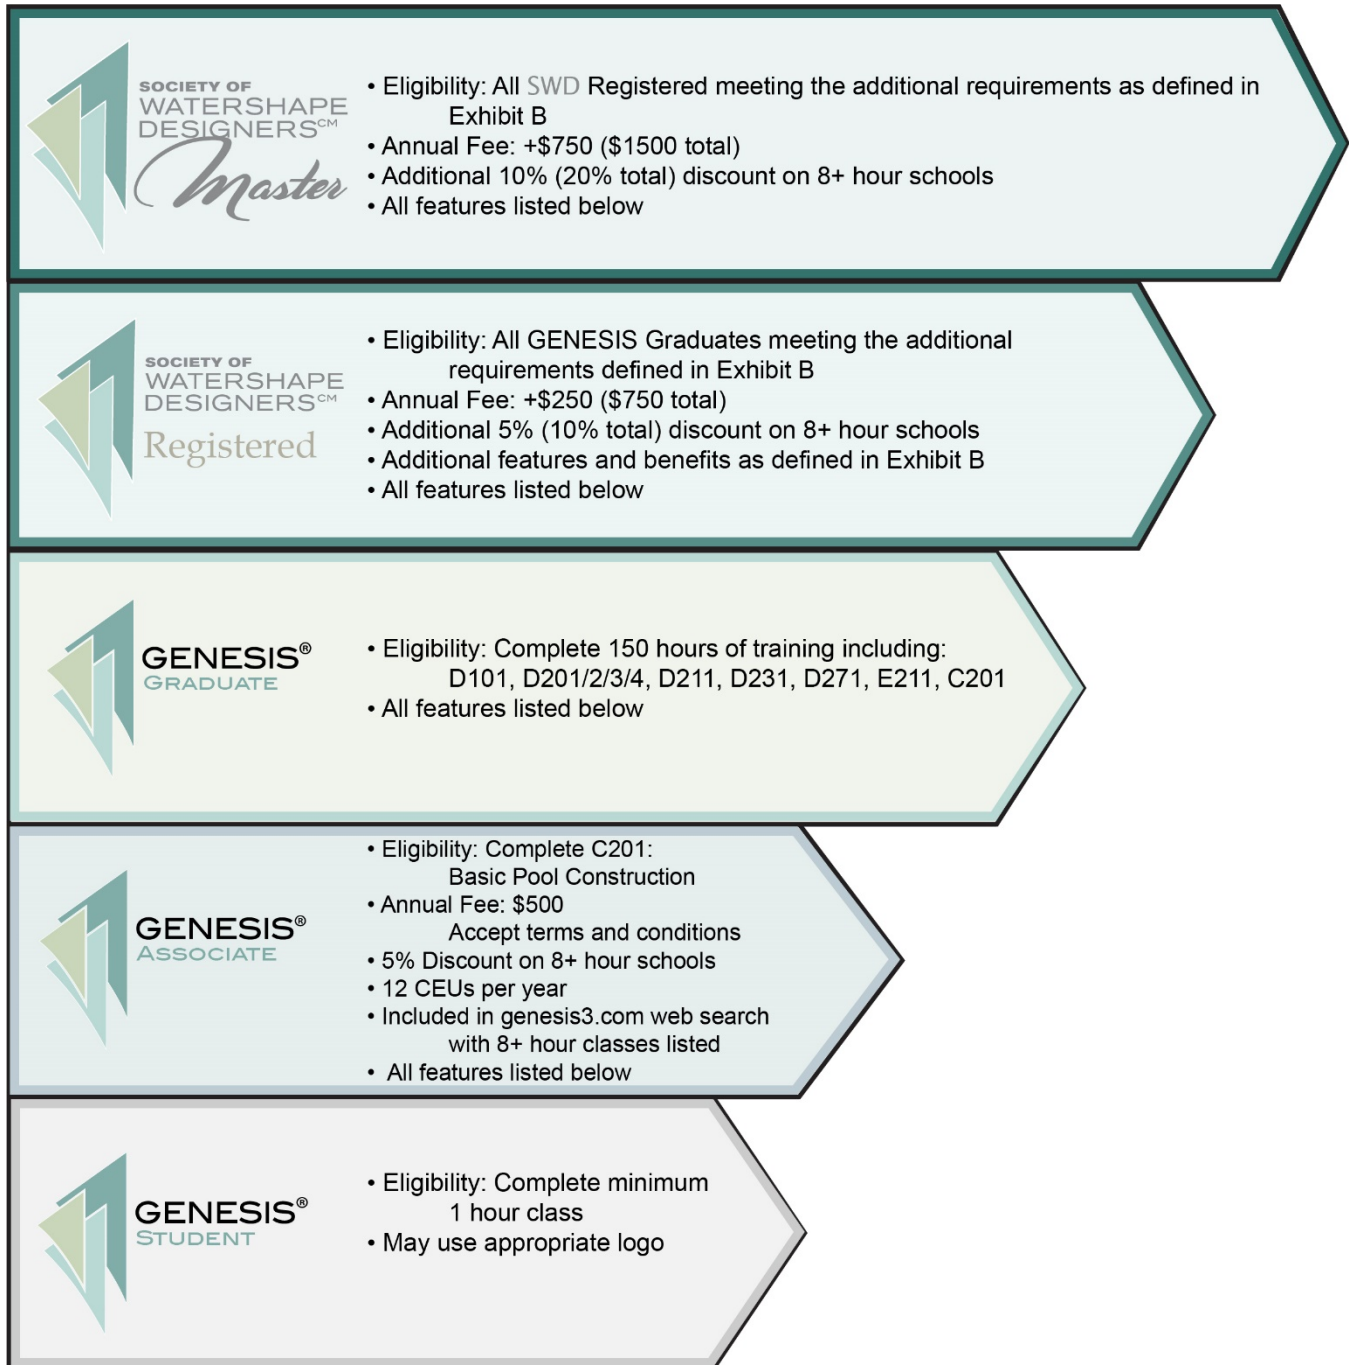 SOCIETY OF
WATERSHAPE
DESIGNERS℠
Master
• Eligibility: All SWD Registered meeting the additional requirements as defined in
Exhibit B
• Annual Fee: +$750 ($1500 total)
• Additional 10% (20% total) discount on 8+ hour schools
• All features listed below
SOCIETY OF
WATERSHAPE
DESIGNERS℠
Registered
• Eligibility: All GENESIS Graduates meeting the additional
requirements defined in Exhibit B
• Annual Fee: +$250 ($750 total)
• Additional 5% (10% total) discount on 8+ hour schools
• Additional features and benefits as defined in Exhibit B
• All features listed below
GENESIS®
GRADUATE
• Eligibility: Complete 150 hours of training including:
D101, D201/2/3/4, D211, D231, D271, E211, C201
• All features listed below
GENESIS®
ASSOCIATE
• Eligibility: Complete C201:
Basic Pool Construction
• Annual Fee: $500
Accept terms and conditions
• 5% Discount on 8+ hour schools
• 12 CEUs per year
• Included in genesis3.com web search
with 8+ hour classes listed
• All features listed below
GENESIS®
STUDENT
• Eligibility: Complete minimum
1 hour class
• May use appropriate logo